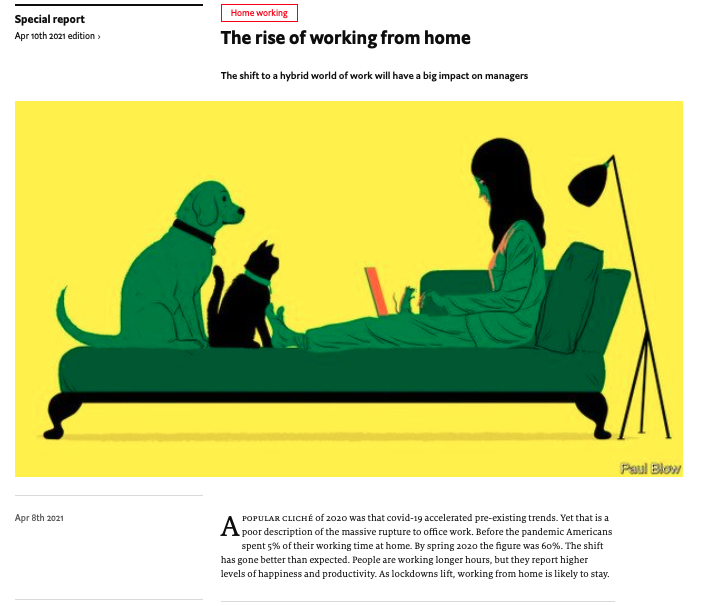 Special report
Apr 10th 2021 edition ›
Home working
The rise of working from home
The shift to a hybrid world of work will have a big impact on managers
Paul Blow
Apr 8th 2021
A POPULAR CLICHÉ of 2020 was that covid-19 accelerated pre-existing trends. Yet that is a
poor description of the massive rupture to office work. Before the pandemic Americans
spent 5% of their working time at home. By spring 2020 the figure was 60%. The shift
has gone better than expected. People are working longer hours, but they report higher
levels of happiness and productivity. As lockdowns lift, working from home is likely to stay.